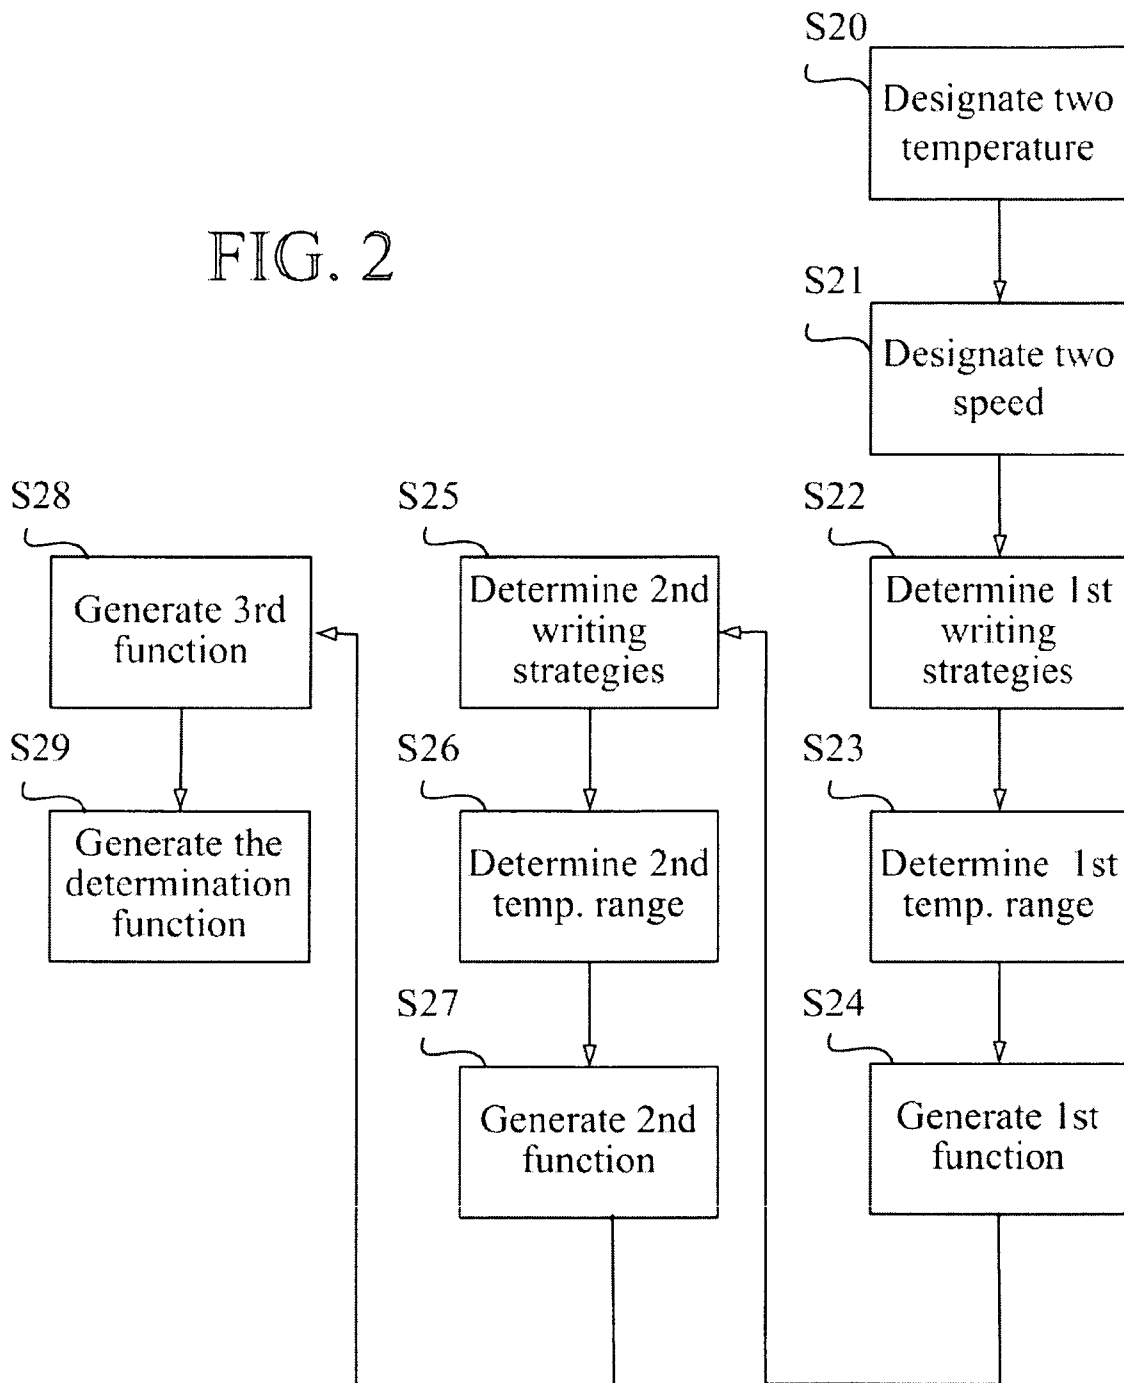 FIG. 2
S20
Designate two
temperature
S21
Designate two
speed
S22
Determine 1st
writing
strategies
S23
Determine 1st
temp. range
S24
Generate 1st
function
S25
Determine 2nd
writing
strategies
S26
Determine 2nd
temp. range
S27
Generate 2nd
function
S28
Generate 3rd
function
S29
Generate the
determination
function